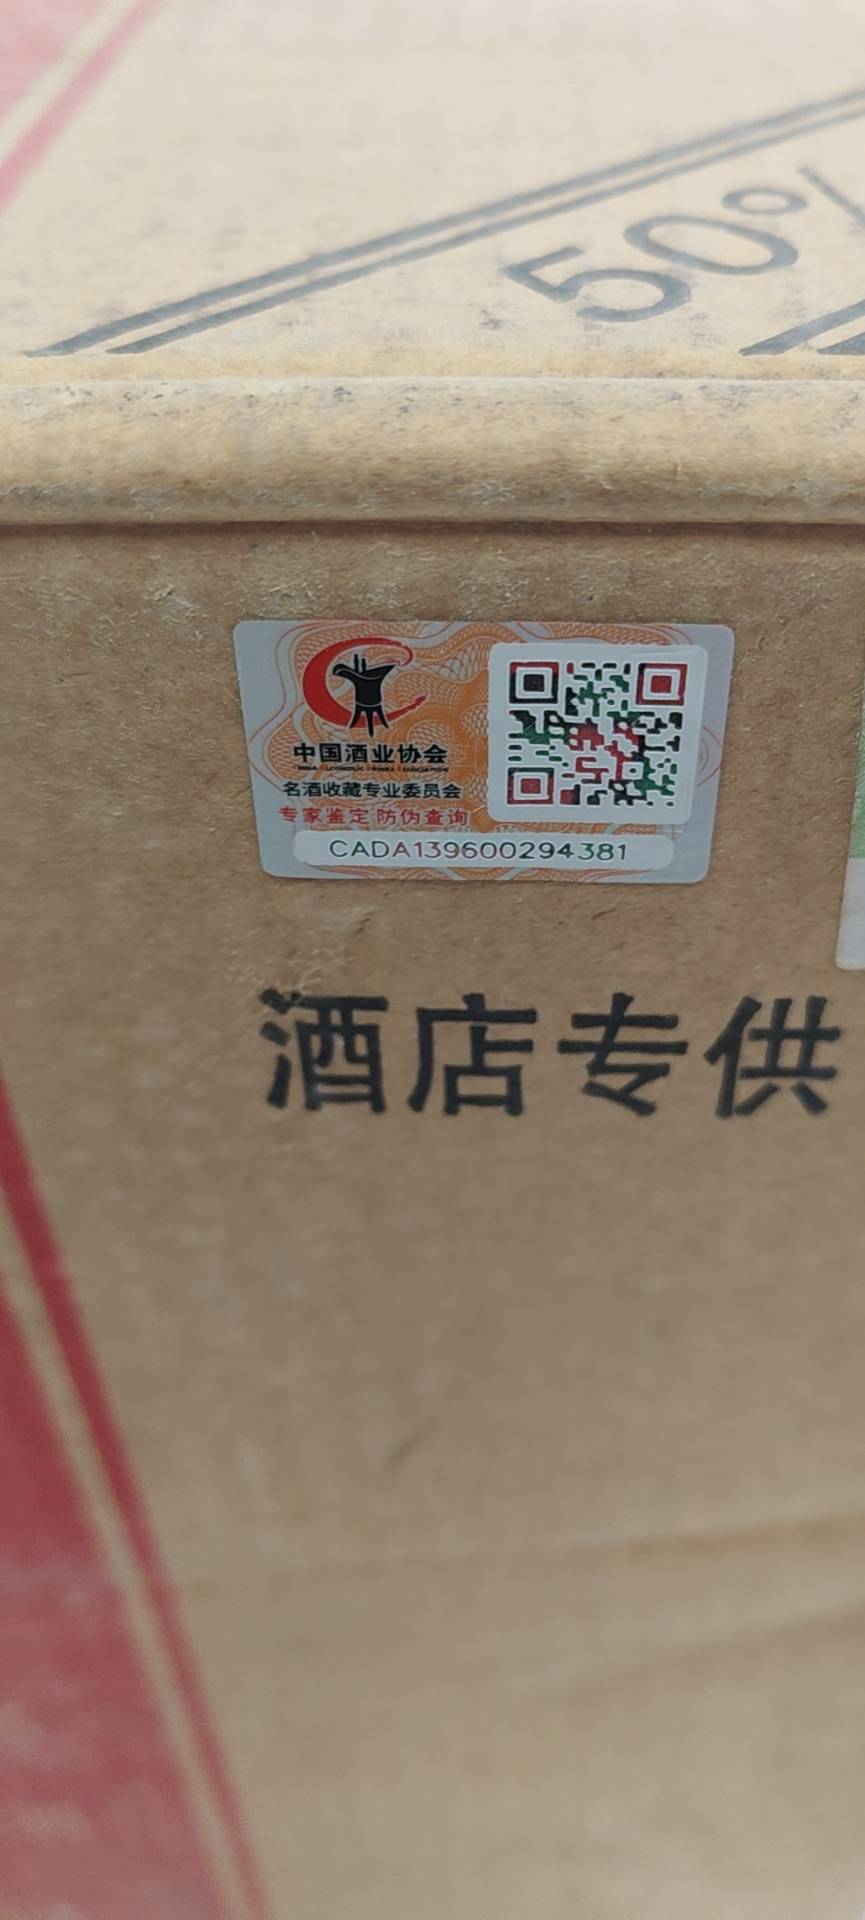 50%
中国酒业协会
名酒收藏专业委员会
专家鉴定 防伪查询
CADA139600294381
酒店专供